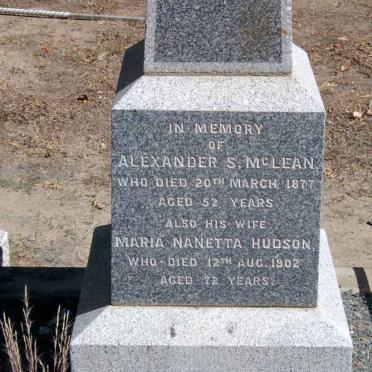 IN MEMORY
OF
ALEXANDER S. McLEAN.
WHO DIED 20TH MARCH 1877
AGED 52 YEARS
ALSO HIS WIFE
MARIA NANETTA HUDSON,
WHO DIED 12TH AUG. 1902
AGED 72 YEARS.